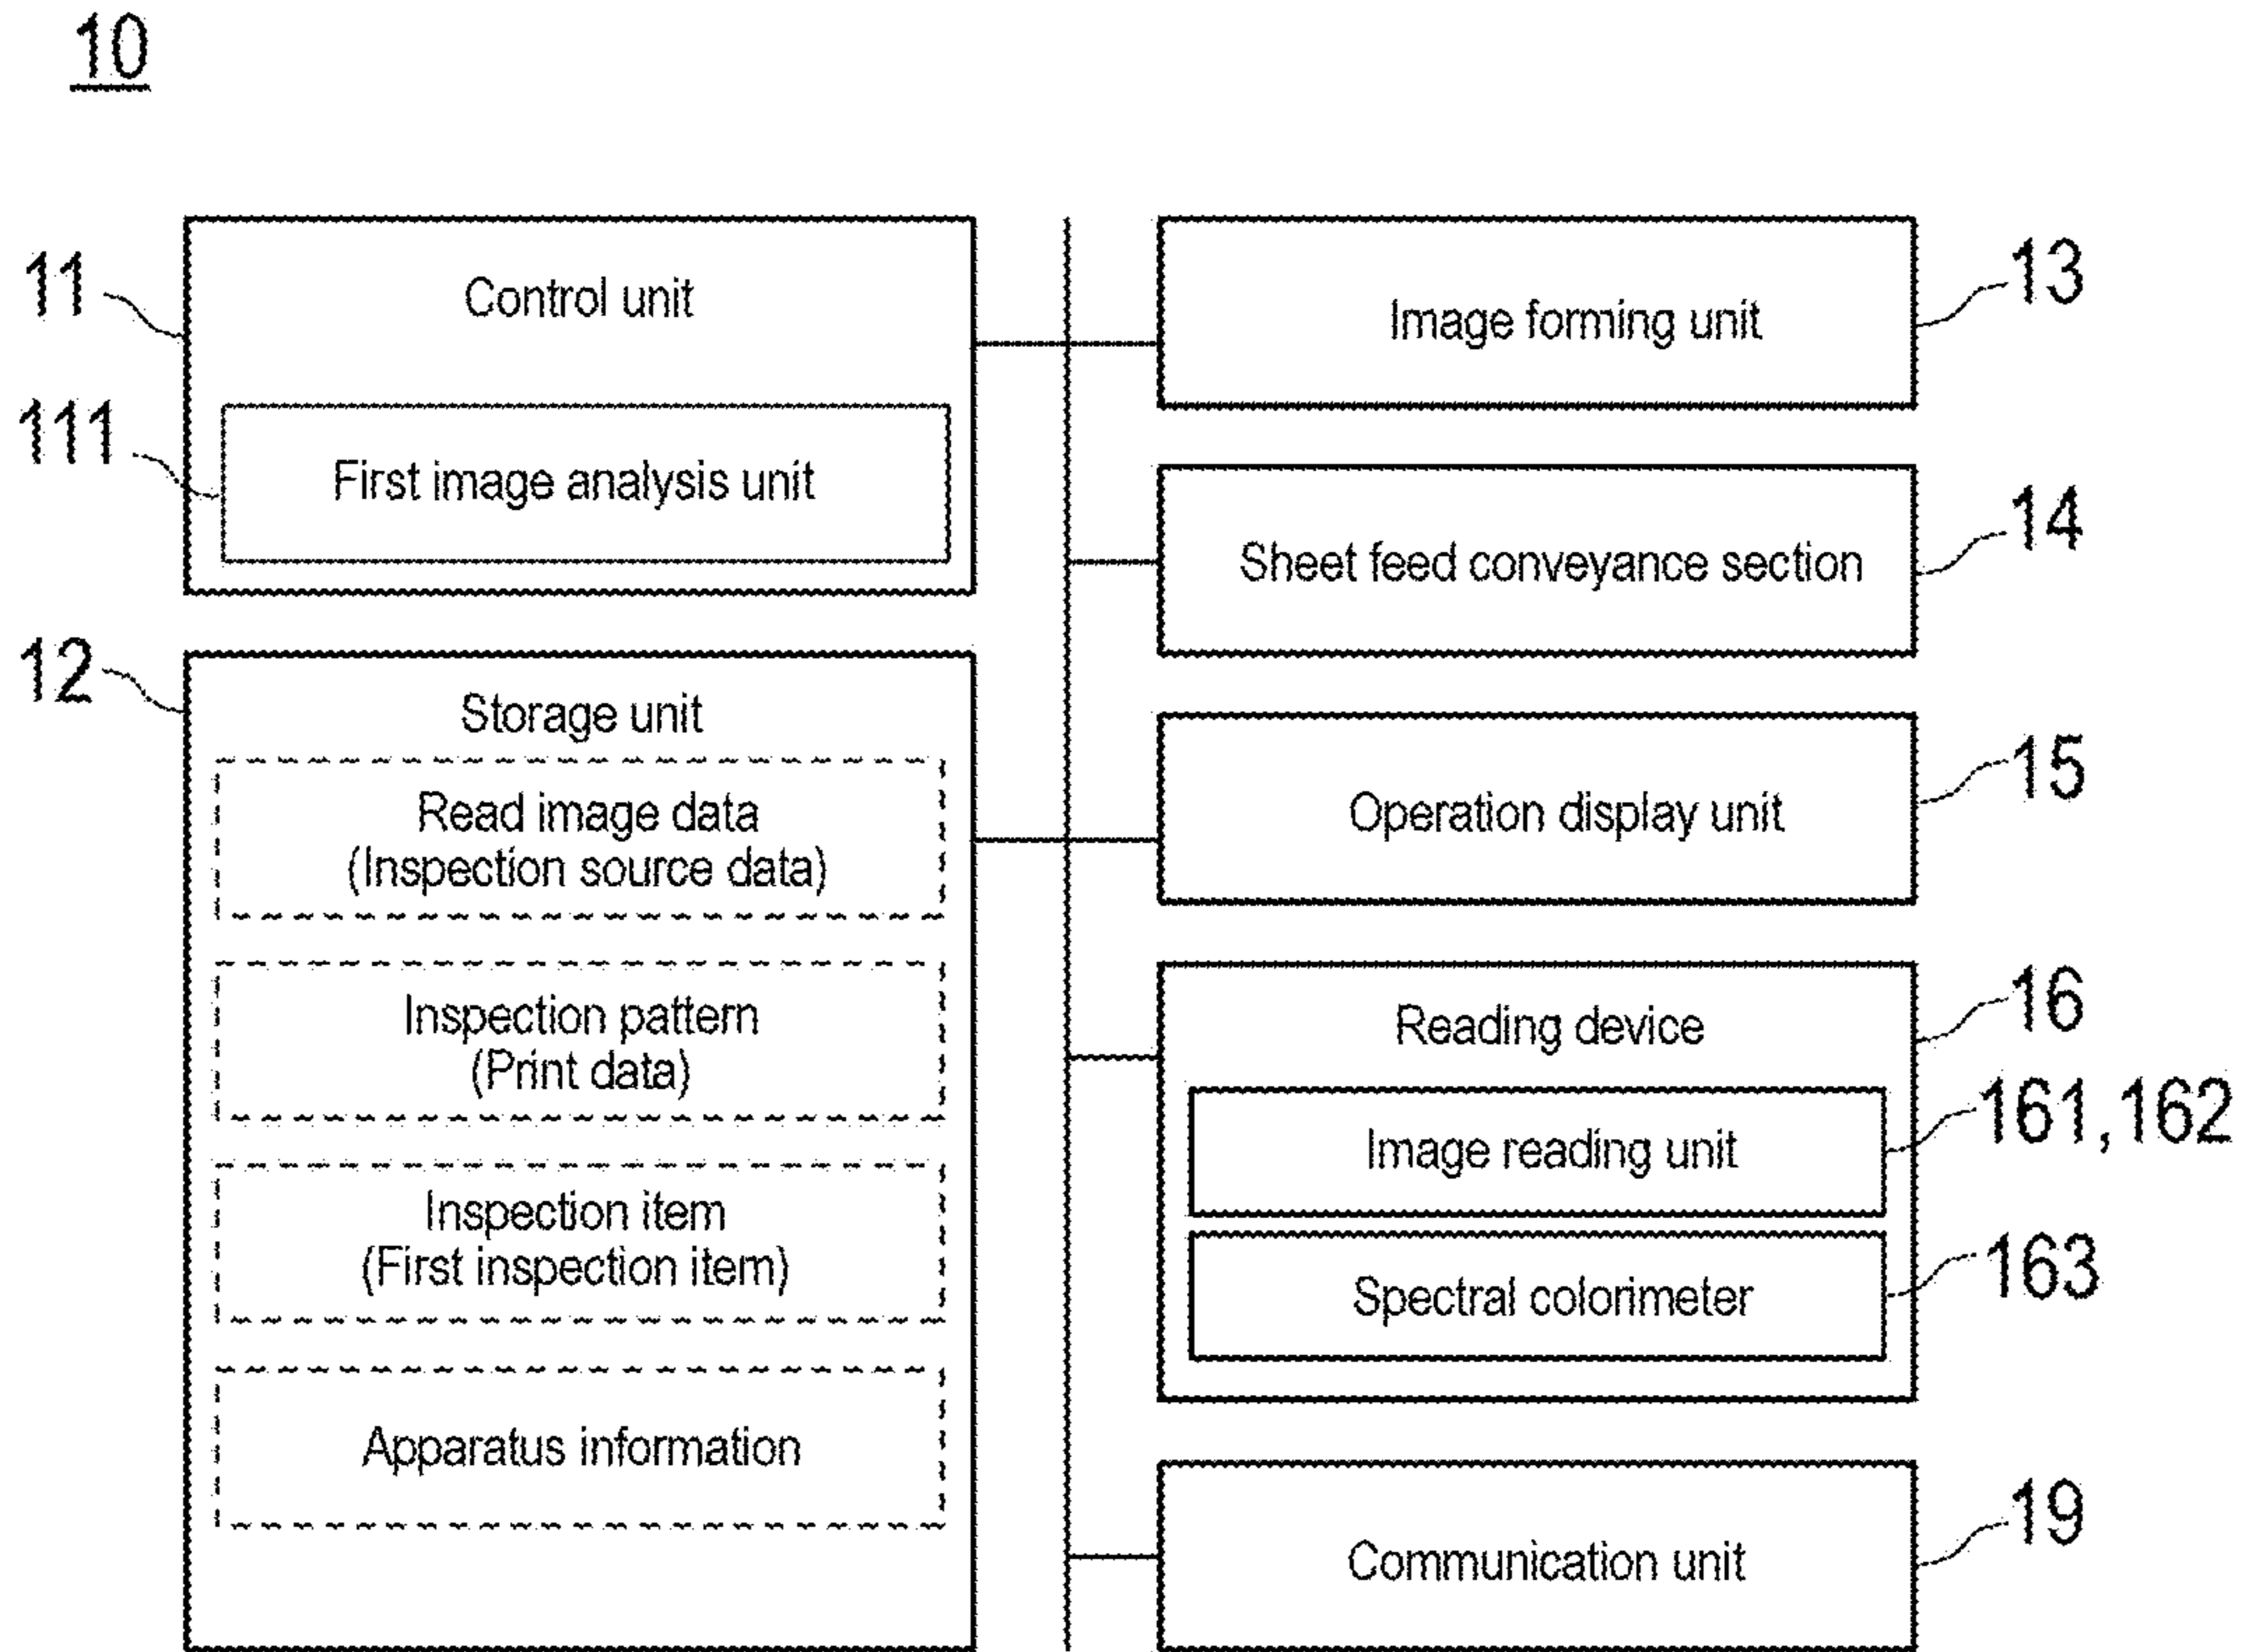 10
11
Control unit
111
First image analysis unit
12
Storage unit
Read image data
(Inspection source data)
Inspection pattern
(Print data)
Inspection item
(First inspection item)
Apparatus information
Image forming unit
13
Sheet feed conveyance section
14
Operation display unit
15
Reading device
16
Image reading unit
161,162
Spectral colorimeter
163
Communication unit
19